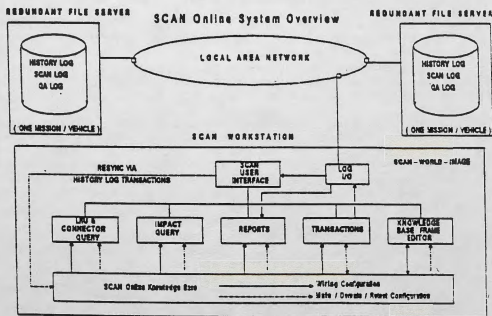 SCAN Online System Overview
REDUNDANT FILE SERVER
HISTORY LOG
SCAN LOG
QA LOG
( ONE MISSION / VEHICLE )
LOCAL AREA NETWORK
REDUNDANT FILE SERVER
HISTORY LOG
SCAN LOG
QA LOG
( ONE MISSION / VEHICLE )
SCAN WORKSTATION
RESYNC VIA
HISTORY LOG TRANSACTIONS
SCAN
USER
INTERFACE
LOG
I/O
SCAN - WORLD - IMAGE
LRU &
CONNECTOR
QUERY
IMPACT
QUERY
REPORTS
TRANSACTIONS
KNOWLEDGE
BASE FRAME
EDITOR
SCAN Online Knowledge Base
Wiring Configuration
Mate / Demate / Retest Configuration